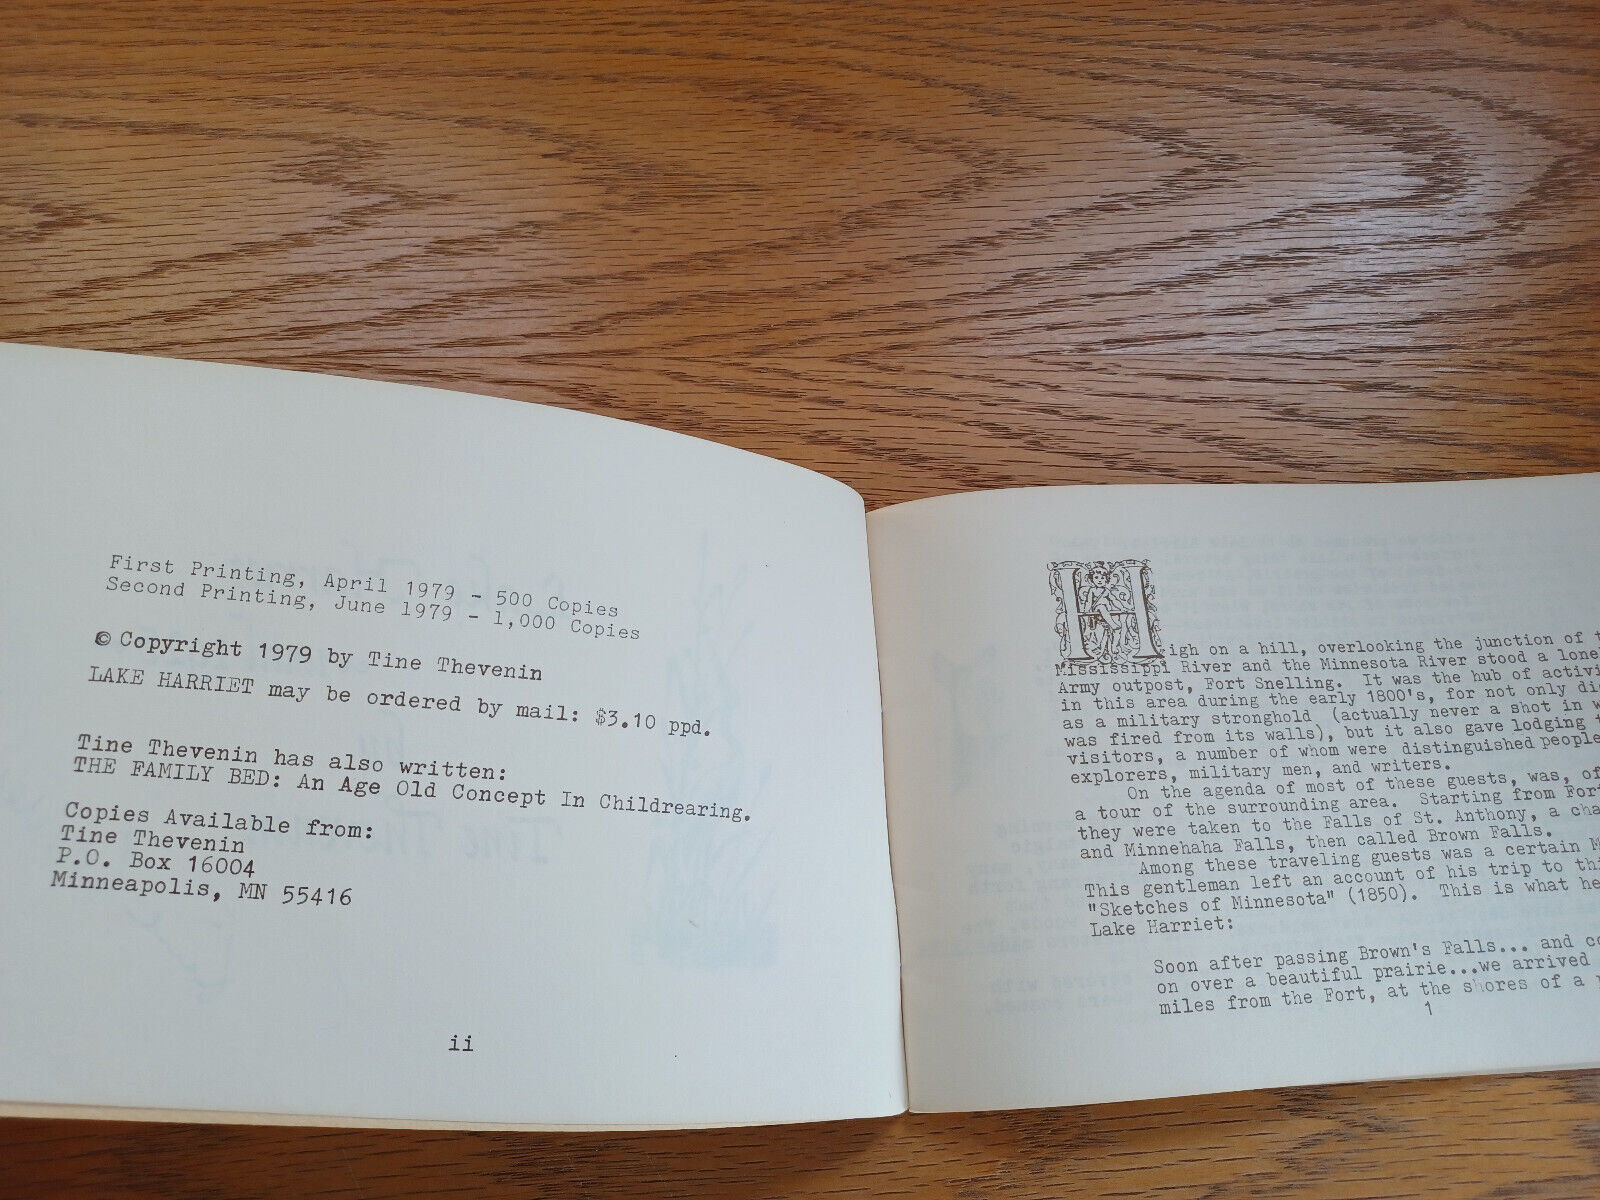 First Printing, April 1979 - 500 Copies
Second Printing, June 1979 - 1,000 Copies
© Copyright 1979 by Tine Thevenin
LAKE HARRIET may be ordered by mail: $3.10 ppd.
Tine Thevenin has also written:
THE FAMILY BED: An Age Old Concept In Childrearing.
Copies Available from:
Tine Thevenin
P.O. Box 16004
Minneapolis, MN 55416
ii
High on a hill, overlooking the junction of
Mississippi River and the Minnesota River stood a
Army outpost, Fort Snelling. It was the hub of
in this area during the early 1800's, for not only
as a military stronghold (actually never a shot in
was fired from its walls), but it also gave lodging
visitors, a number of whom were distinguished people
explorers, military men, and writers.
On the agenda of most of these guests, was,
a tour of the surrounding area. Starting from
they were taken to the Falls of St. Anthony, a
and Minnehaha Falls, then called Brown Falls.
Among these traveling guests was a certain
This gentleman left an account of his trip to
"Sketches of Minnesota" (1850). This is what he
Lake Harriet:
Soon after passing Brown's Falls... and
on over a beautiful prairie...we arrived
miles from the Fort, at the shores of a
1